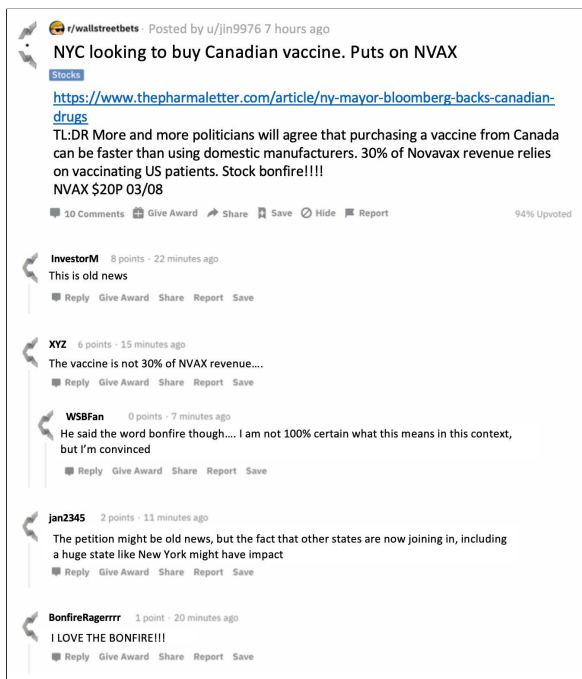 r/wallstreetbets · Posted by u/jin9976 7 hours ago
NYC looking to buy Canadian vaccine. Puts on NVAX
Stocks
https://www.thepharmaletter.com/article/ny-mayor-bloomberg-backs-canadian-
drugs
TL:DR More and more politicians will agree that purchasing a vaccine from Canada
can be faster than using domestic manufacturers. 30% of Novavax revenue relies
on vaccinating US patients. Stock bonfire!!!!
NVAX $20P 03/08
10 Comments Give Award Share Save Hide Report 94% Upvoted
InvestorM 8 points · 22 minutes ago
This is old news
Reply Give Award Share Report Save
XYZ 6 points · 15 minutes ago
The vaccine is not 30% of NVAX revenue....
Reply Give Award Share Report Save
WSBFan 0 points · 7 minutes ago
He said the word bonfire though.... I am not 100% certain what this means in this context,
but I'm convinced
Reply Give Award Share Report Save
jan2345 2 points · 11 minutes ago
The petition might be old news, but the fact that other states are now joining in, including
a huge state like New York might have impact
Reply Give Award Share Report Save
BonfireRagerrrr 1 point · 20 minutes ago
I LOVE THE BONFIRE!!!
Reply Give Award Share Report Save